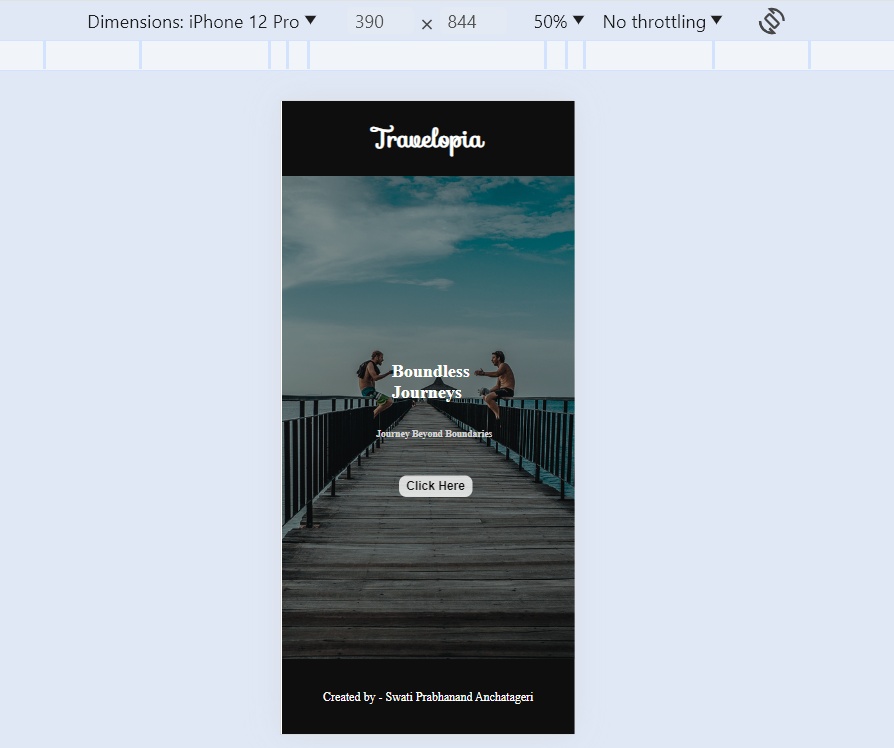 Dimensions: iPhone 12 Pro 390 × 844 50% No throttling
Travelopia
Boundless
Journeys
Journey Beyond Boundaries
Click Here
Created by - Swati Prabhanand Anchatageri